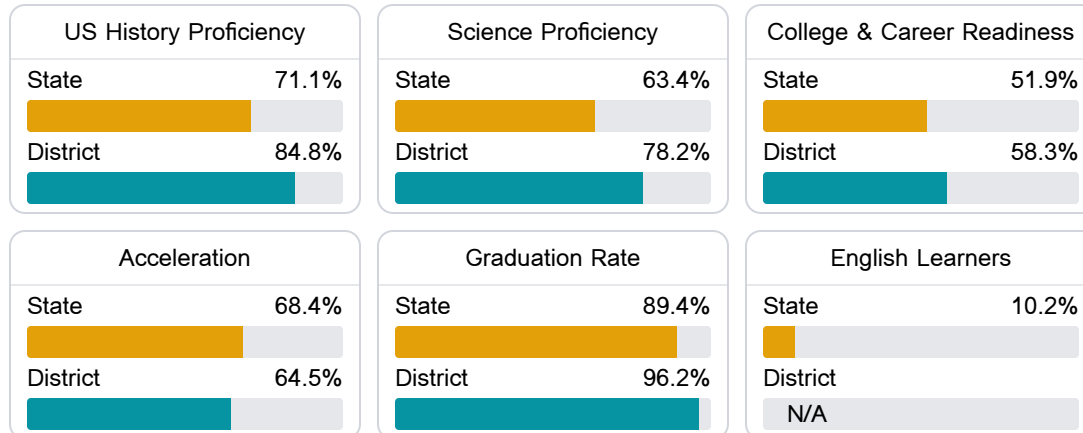 US History Proficiency
State 71.1%
District 84.8%
Science Proficiency
State 63.4%
District 78.2%
College & Career Readiness
State 51.9%
District 58.3%
Acceleration
State 68.4%
District 64.5%
Graduation Rate
State 89.4%
District 96.2%
English Learners
State 10.2%
District
N/A